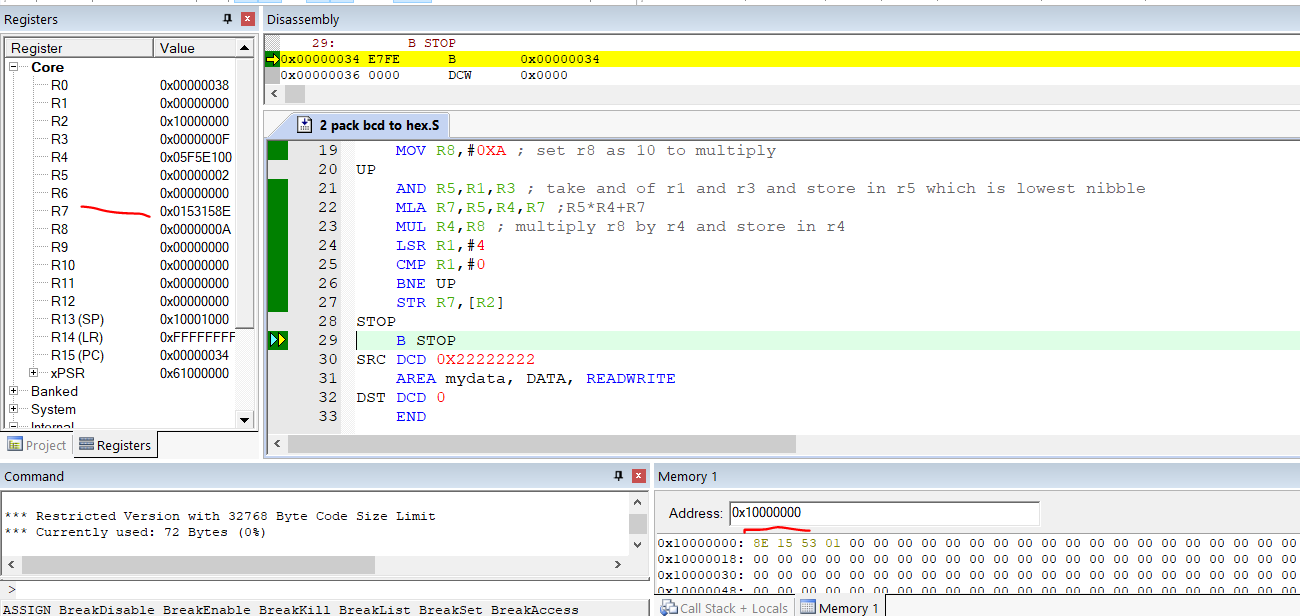 Registers
Register Value
Core
R0 0x00000038
R1 0x00000000
R2 0x10000000
R3 0x0000000F
R4 0x05F5E100
R5 0x00000002
R6 0x00000000
R7 0x0153158E
R8 0x0000000A
R9 0x00000000
R10 0x00000000
R11 0x00000000
R12 0x00000000
R13 (SP) 0x10001000
R14 (LR) 0xFFFFFFFF
R15 (PC) 0x00000034
xPSR 0x61000000
Banked
System
Internal
Project Registers
Disassembly
29: B STOP
0x00000034 E7FE B 0x00000034
0x00000036 0000 DCW 0x0000
2 pack bcd to hex.S
19 MOV R8,#0XA ; set r8 as 10 to multiply
20 UP
21 AND R5,R1,R3 ; take and of r1 and r3 and store in r5 which is lowest nibble
22 MLA R7,R5,R4,R7 ;R5*R4+R7
23 MUL R4,R8 ; multiply r8 by r4 and store in r4
24 LSR R1,#4
25 CMP R1,#0
26 BNE UP
27 STR R7,[R2]
28 STOP
29 B STOP
30 SRC DCD 0X22222222
31 AREA mydata, DATA, READWRITE
32 DST DCD 0
33 END
Command
*** Restricted Version with 32768 Byte Code Size Limit
*** Currently used: 72 Bytes (0%)
>
ASSIGN BreakDisable BreakEnable BreakKill BreakList BreakSet BreakAccess
Memory 1
Address: 0x10000000
0x10000000: 8E 15 53 01 00 00 00 00 00 00 00 00 00 00 00 00 00 00 00 00 00 00 00
0x10000018: 00 00 00 00 00 00 00 00 00 00 00 00 00 00 00 00 00 00 00 00 00 00 00
0x10000030: 00 00 00 00 00 00 00 00 00 00 00 00 00 00 00 00 00 00 00 00 00 00 00
0x10000048: 00 00 00 00 00 00 00 00 00 00 00 00 00 00 00 00 00 00 00 00 00 00 00
Call Stack + Locals Memory 1